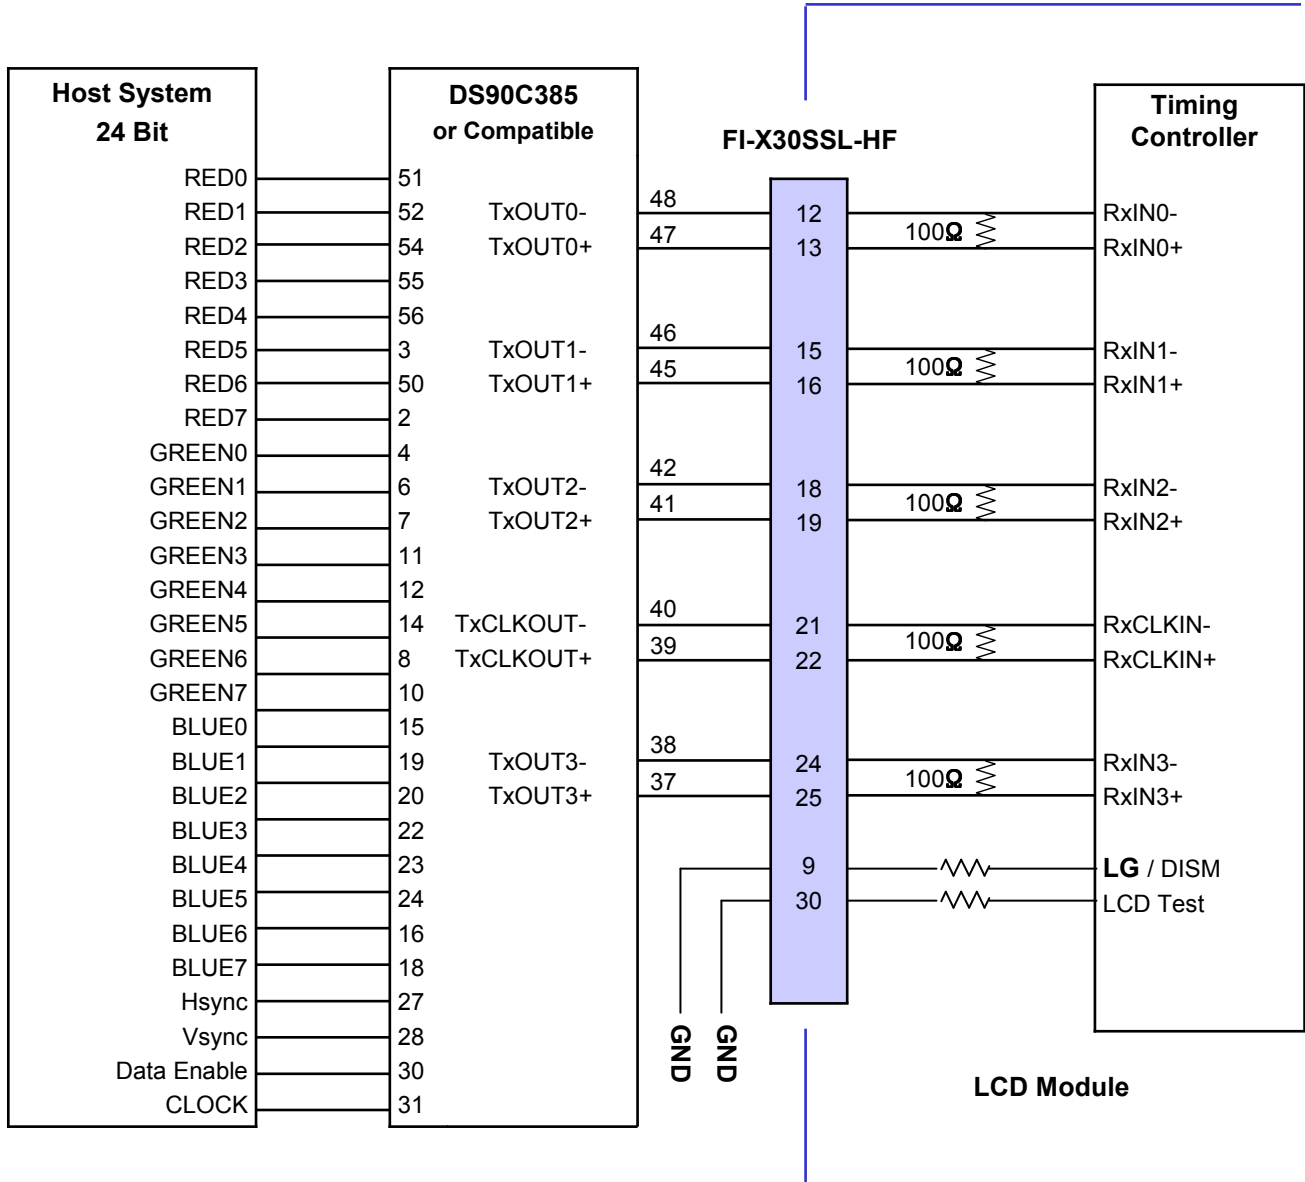 Host System
24 Bit
RED0
RED1
RED2
RED3
RED4
RED5
RED6
RED7
GREEN0
GREEN1
GREEN2
GREEN3
GREEN4
GREEN5
GREEN6
GREEN7
BLUE0
BLUE1
BLUE2
BLUE3
BLUE4
BLUE5
BLUE6
BLUE7
Hsync
Vsync
Data Enable
CLOCK
DS90C385
or Compatible
51
52
54
55
56
3
50
2
4
6
7
11
12
14
8
10
15
19
20
22
23
24
16
18
27
28
30
31
TxOUT0-
TxOUT0+
TxOUT1-
TxOUT1+
TxOUT2-
TxOUT2+
TxCLKOUT-
TxCLKOUT+
TxOUT3-
TxOUT3+
48
47
46
45
42
41
40
39
38
37
GND
GND
FI-X30SSL-HF
12
13
15
16
18
19
21
22
24
25
9
30
100Ω
100Ω
100Ω
100Ω
100Ω
Timing
Controller
RxIN0-
RxIN0+
RxIN1-
RxIN1+
RxIN2-
RxIN2+
RxCLKIN-
RxCLKIN+
RxIN3-
RxIN3+
LG / DISM
LCD Test
LCD Module